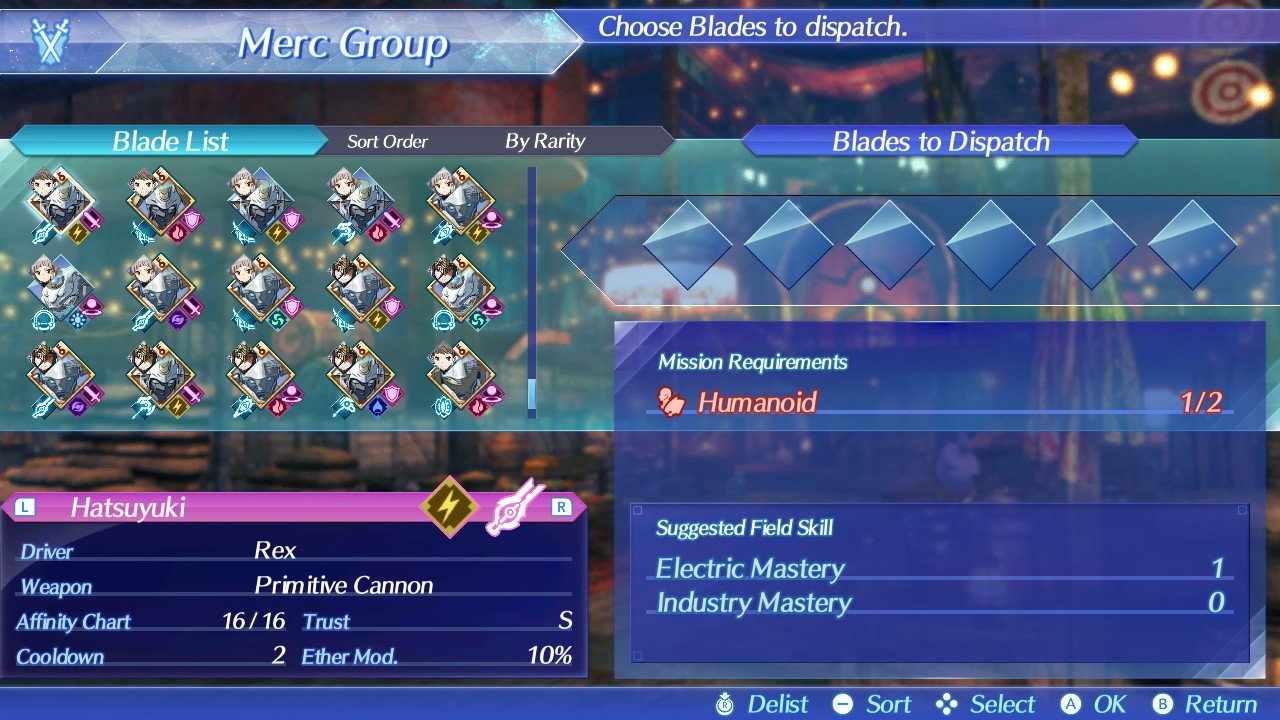 Merc Group
Choose Blades to dispatch.
Blade List
Sort Order
By Rarity
Blades to Dispatch
Mission Requirements
Humanoid 1/2
L Hatsuyuki R
Driver Rex
Weapon Primitive Cannon
Affinity Chart 16/16 Trust S
Cooldown 2 Ether Mod. 10%
Suggested Field Skill
Electric Mastery 1
Industry Mastery 0
R Delist - Sort Select A OK B Return